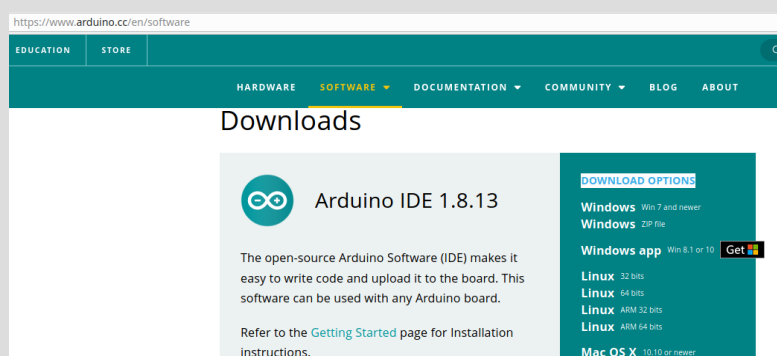 https://www.arduino.cc/en/software
EDUCATION STORE
HARDWARE SOFTWARE DOCUMENTATION COMMUNITY BLOG ABOUT
Downloads
Arduino IDE 1.8.13
The open-source Arduino Software (IDE) makes it
easy to write code and upload it to the board. This
software can be used with any Arduino board.
Refer to the Getting Started page for Installation
instructions.
DOWNLOAD OPTIONS
Windows Win 7 and newer
Windows ZIP file
Windows app Win 8.1 or 10 Get
Linux 32 bits
Linux 64 bits
Linux ARM 32 bits
Linux ARM 64 bits
Mac OS X 10.10 or newer